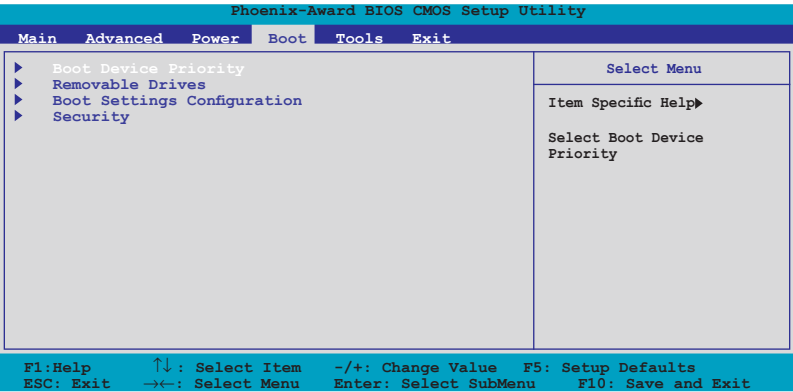 Phoenix-Award BIOS CMOS Setup Utility
Main Advanced Power Boot Tools Exit
Boot Device Priority
Removable Drives
Boot Settings Configuration
Security
Select Menu
Item Specific Help
Select Boot Device
Priority
F1:Help ↑↓: Select Item -/+: Change Value F5: Setup Defaults
ESC: Exit →←: Select Menu Enter: Select SubMenu F10: Save and Exit